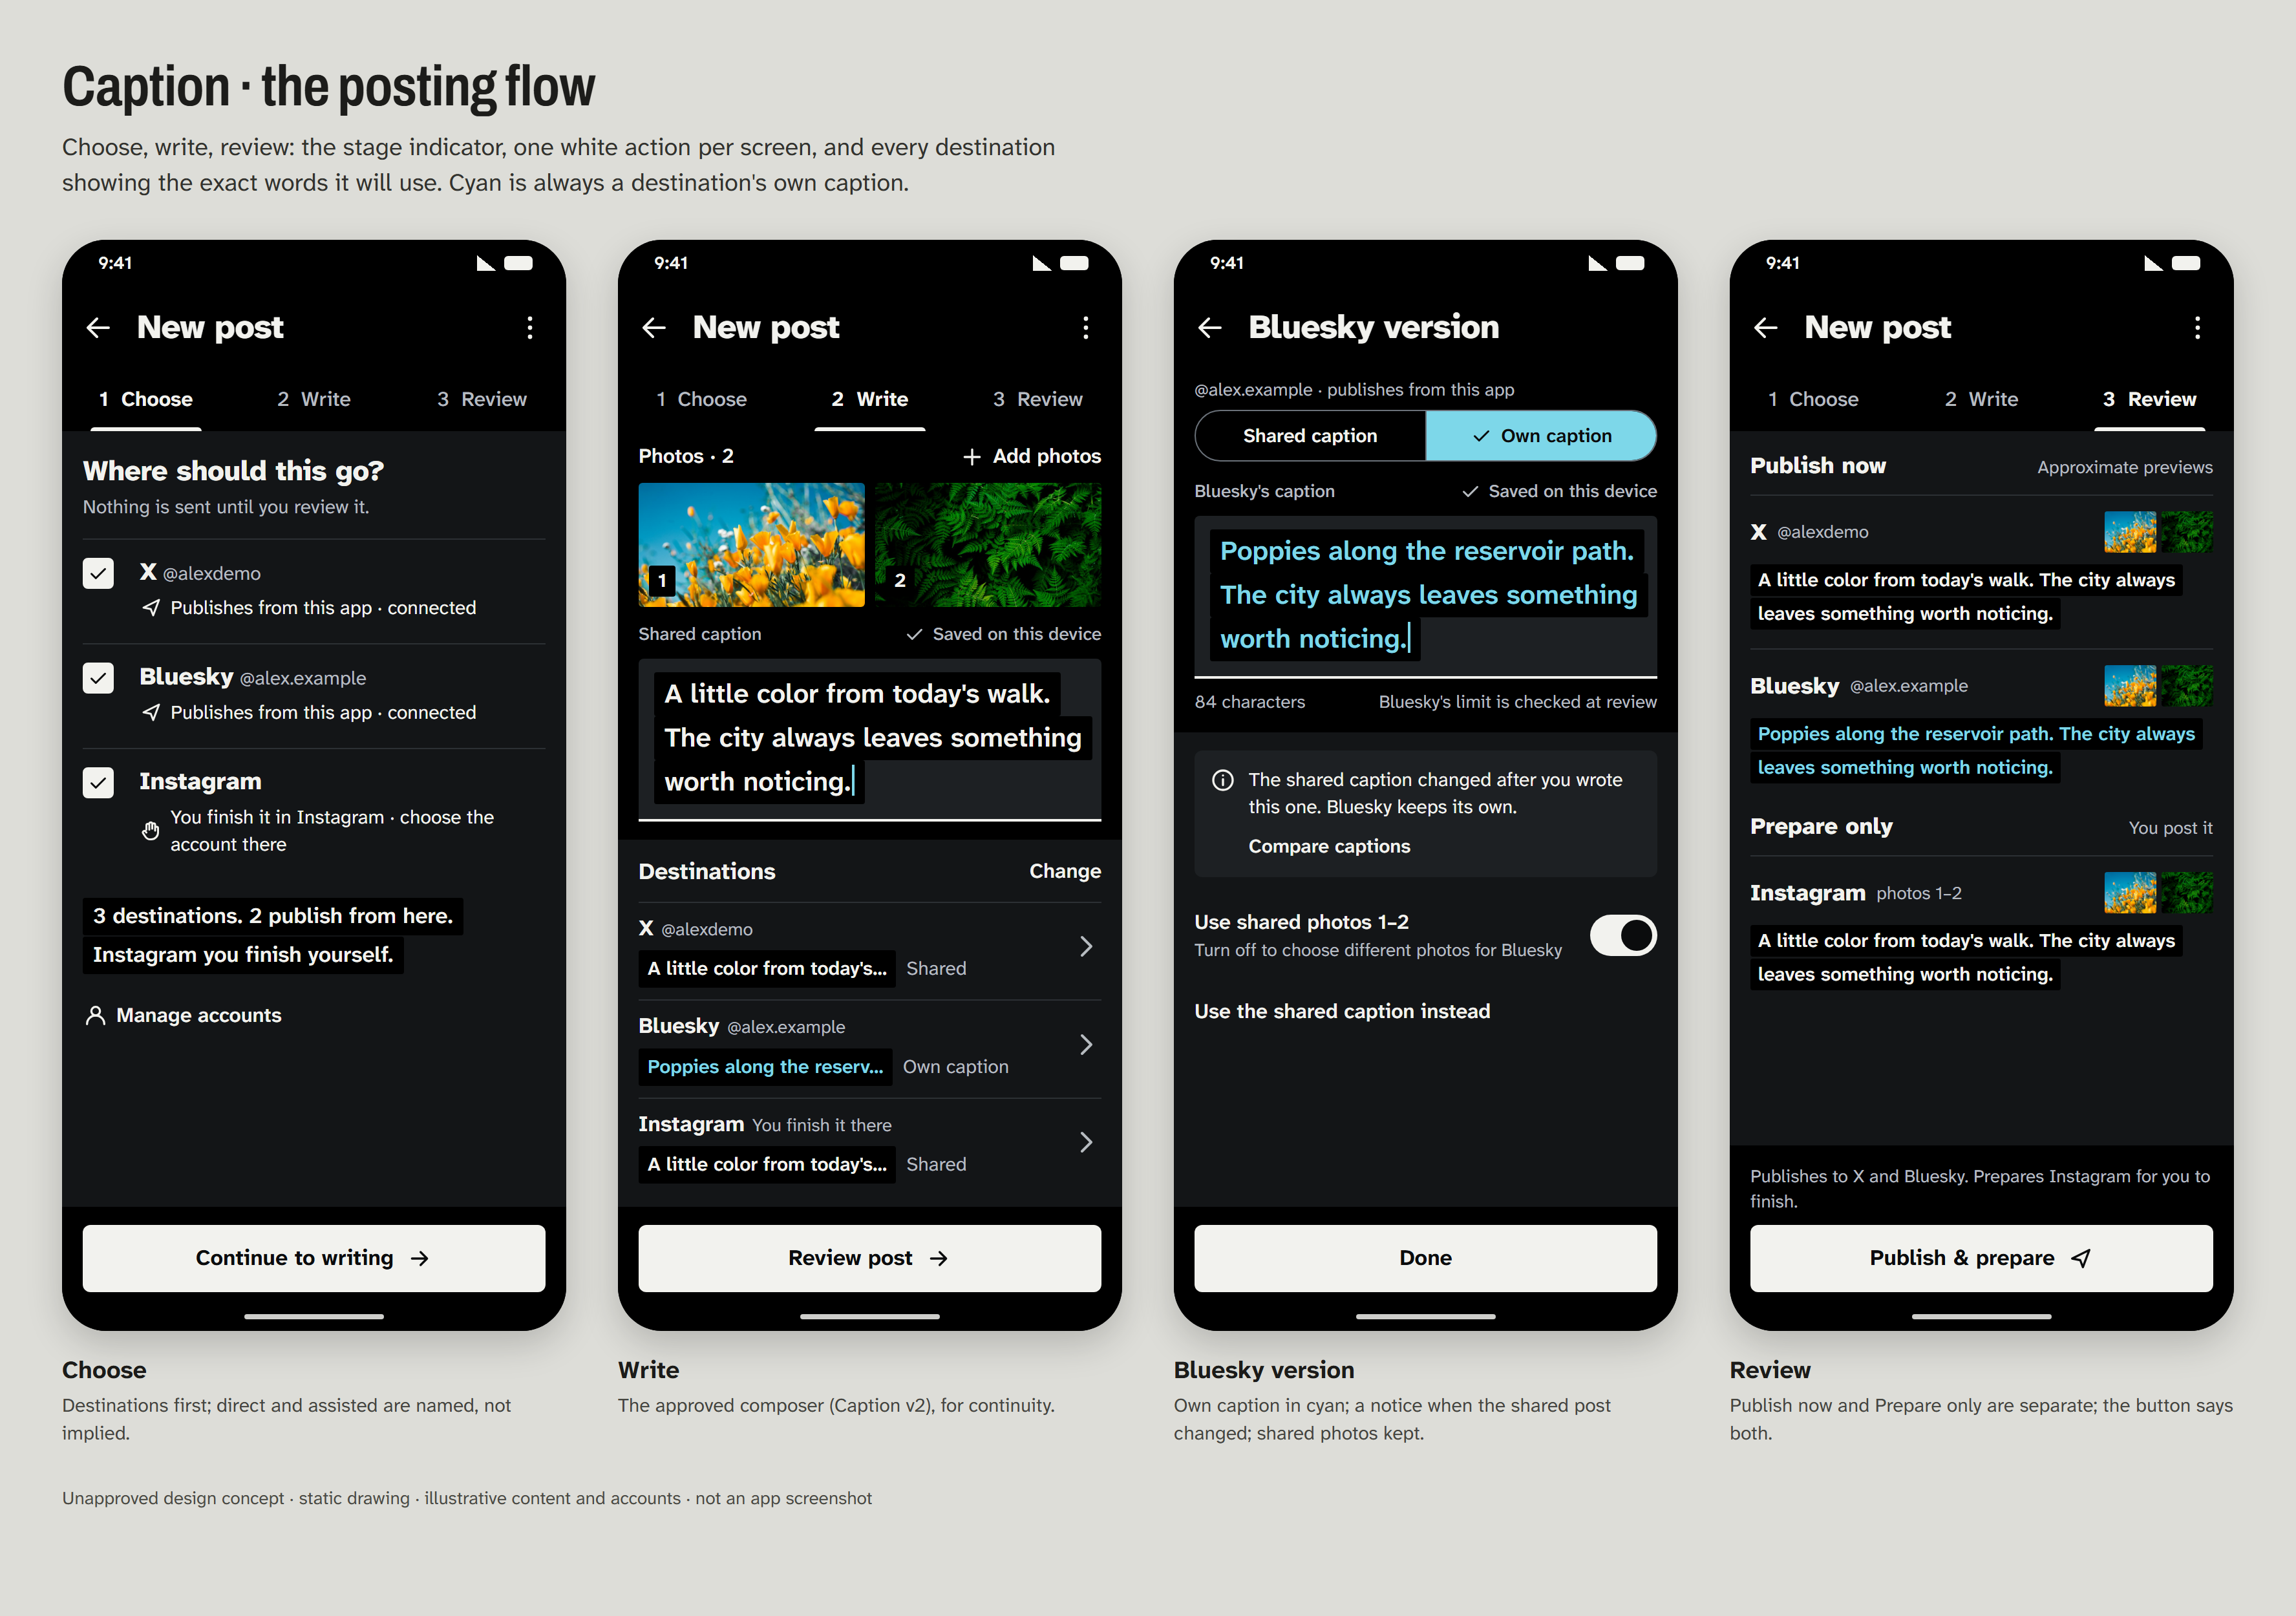 Caption · the posting flow
Choose, write, review: the stage indicator, one white action per screen, and every destination
showing the exact words it will use. Cyan is always a destination's own caption.
9:41
New post
1 Choose
2 Write
3 Review
Where should this go?
Nothing is sent until you review it.
X @alexdemo
Publishes from this app · connected
Bluesky @alex.example
Publishes from this app · connected
Instagram
You finish it in Instagram · choose the
account there
3 destinations. 2 publish from here.
Instagram you finish yourself.
Manage accounts
Continue to writing
Choose
Destinations first; direct and assisted are named, not
implied.
9:41
New post
1 Choose
2 Write
3 Review
Photos · 2
Add photos
1
2
Shared caption
Saved on this device
A little color from today's walk.
The city always leaves something
worth noticing.
Destinations
Change
X @alexdemo
A little color from today's... Shared
Bluesky @alex.example
Poppies along the reserv... Own caption
Instagram You finish it there
A little color from today's... Shared
Review post
Write
The approved composer (Caption v2), for continuity.
9:41
Bluesky version
@alex.example · publishes from this app
Shared caption
Own caption
Bluesky's caption
Saved on this device
Poppies along the reservoir path.
The city always leaves something
worth noticing.
84 characters
Bluesky's limit is checked at review
The shared caption changed after you wrote
this one. Bluesky keeps its own.
Compare captions
Use shared photos 1–2
Turn off to choose different photos for Bluesky
Use the shared caption instead
Done
Bluesky version
Own caption in cyan; a notice when the shared post
changed; shared photos kept.
9:41
New post
1 Choose
2 Write
3 Review
Publish now
Approximate previews
X @alexdemo
A little color from today's walk. The city always
leaves something worth noticing.
Bluesky @alex.example
Poppies along the reservoir path. The city always
leaves something worth noticing.
Prepare only
You post it
Instagram photos 1–2
A little color from today's walk. The city always
leaves something worth noticing.
Publishes to X and Bluesky. Prepares Instagram for you to
finish.
Publish & prepare
Review
Publish now and Prepare only are separate; the button says
both.
Unapproved design concept · static drawing · illustrative content and accounts · not an app screenshot